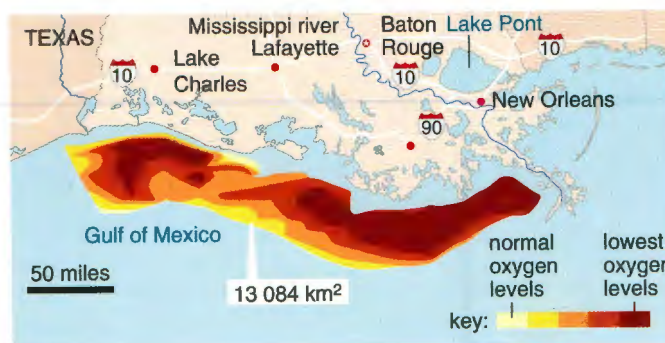 TEXAS
Mississippi river
Lafayette
Baton
Rouge
Lake Pont
10
10
10
Lake
Charles
New Orleans
90
Gulf of Mexico
50 miles
13 084 km²
normal
oxygen
levels
lowest
oxygen
levels
key: